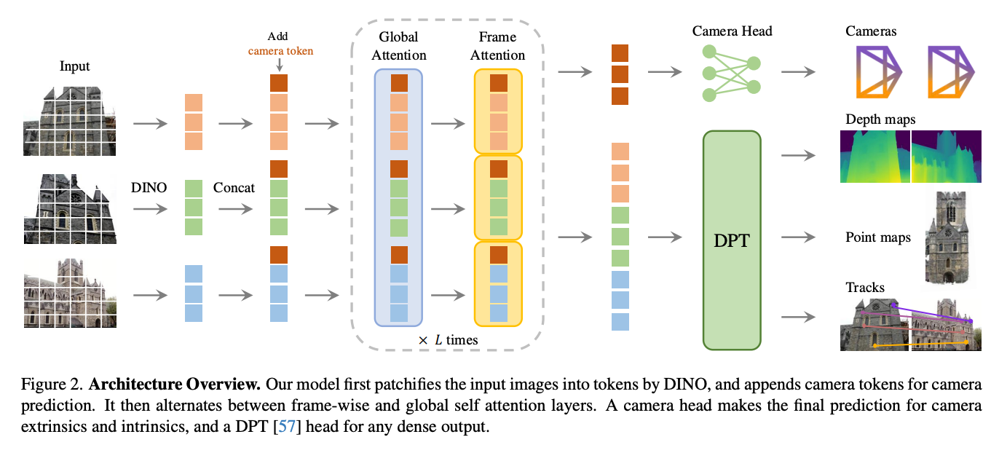 Input
DINO
Concat
Add
camera token
Global
Attention
Frame
Attention
× L times
Camera Head
DPT
Cameras
Depth maps
Point maps
Tracks
Figure 2. Architecture Overview. Our model first patchifies the input images into tokens by DINO, and appends camera tokens for camera
prediction. It then alternates between frame-wise and global self attention layers. A camera head makes the final prediction for camera
extrinsics and intrinsics, and a DPT [57] head for any dense output.